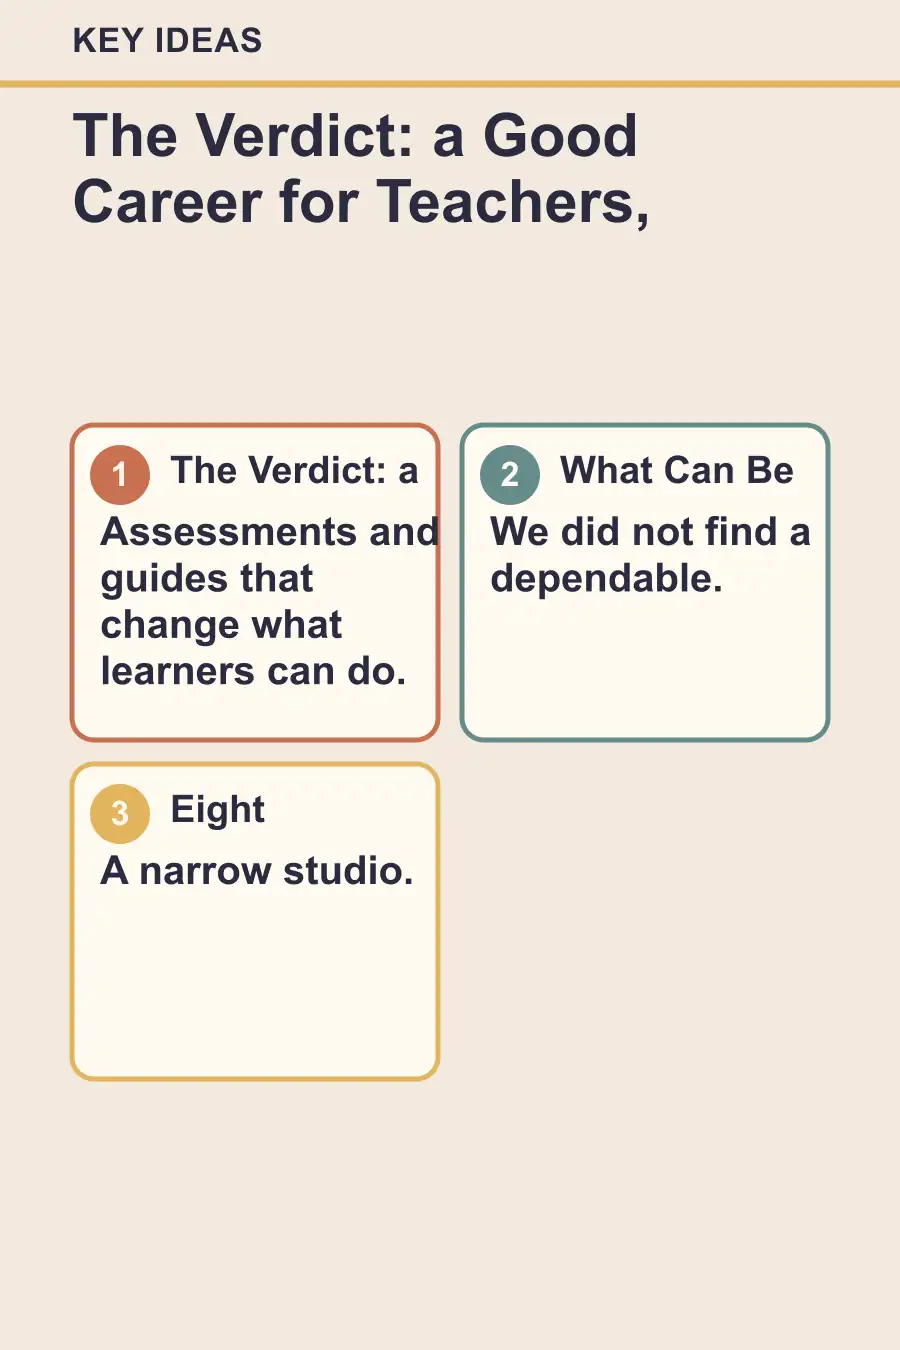 KEY IDEAS
The Verdict: a Good
Career for Teachers,
1
The Verdict: a
Assessments and
guides that
change what
learners can do.
2
What Can Be
We did not find a
dependable.
3
Eight
A narrow studio.